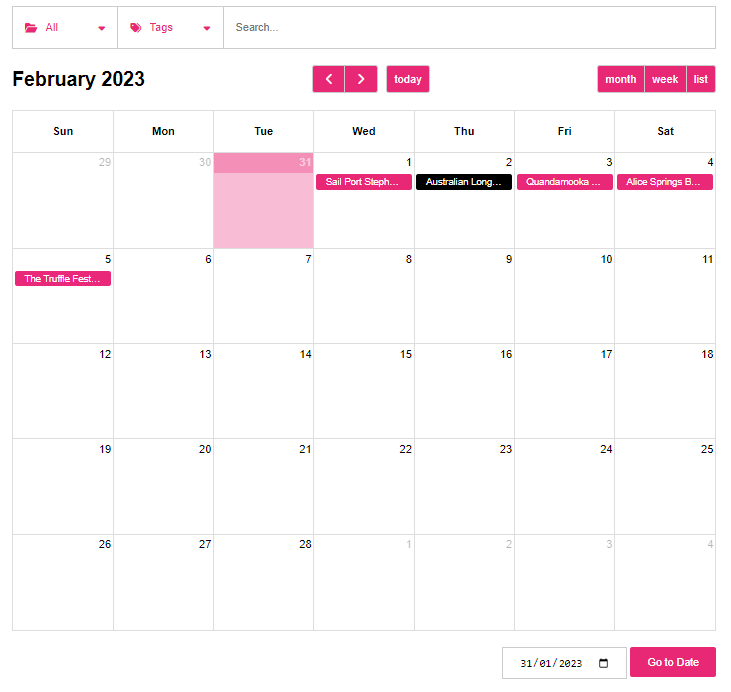 All Tags Search...
February 2023 today month week list
Sun Mon Tue Wed Thu Fri Sat
29 30 31 1 2 3 4
Sail Port Steph... Australian Long... Quandamooka ... Alice Springs B...
5 6 7 8 9 10 11
The Truffle Fest...
12 13 14 15 16 17 18
19 20 21 22 23 24 25
26 27 28 1 2 3 4
31/01/2023 Go to Date